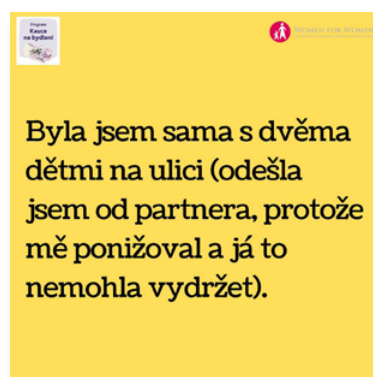 Program
Kauce
na bydlení
WOMEN FOR WOMEN
Byla jsem sama s dvěma
dětmi na ulici (odešla
jsem od partnera, protože
mě ponižoval a já to
nemohla vydržet).